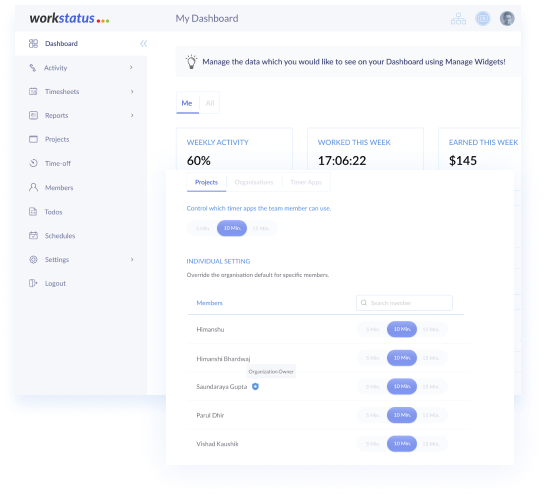 workstatus
My Dashboard
Dashboard
Activity
Timesheets
Reports
Projects
Time-off
Members
Todos
Schedules
Settings
Logout
Manage the data which you would like to see on your Dashboard using Manage Widgets!
Me All
WEEKLY ACTIVITY
60%
WORKED THIS WEEK
17:06:22
EARNED THIS WEEK
$145
Projects Organisations Timer Apps
Control which timer apps the team member can use.
5 Min. 10 Min. 15 Min.
INDIVIDUAL SETTING
Override the organisation default for specific members.
Members Search member
Himanshu 5 Min. 10 Min. 15 Min.
Himanshi Bhardwaj 5 Min. 10 Min. 15 Min.
Organization Owner
Saundaraya Gupta 5 Min. 10 Min. 15 Min.
Parul Dhir 5 Min. 10 Min. 15 Min.
Vishad Kaushik 5 Min. 10 Min. 15 Min.